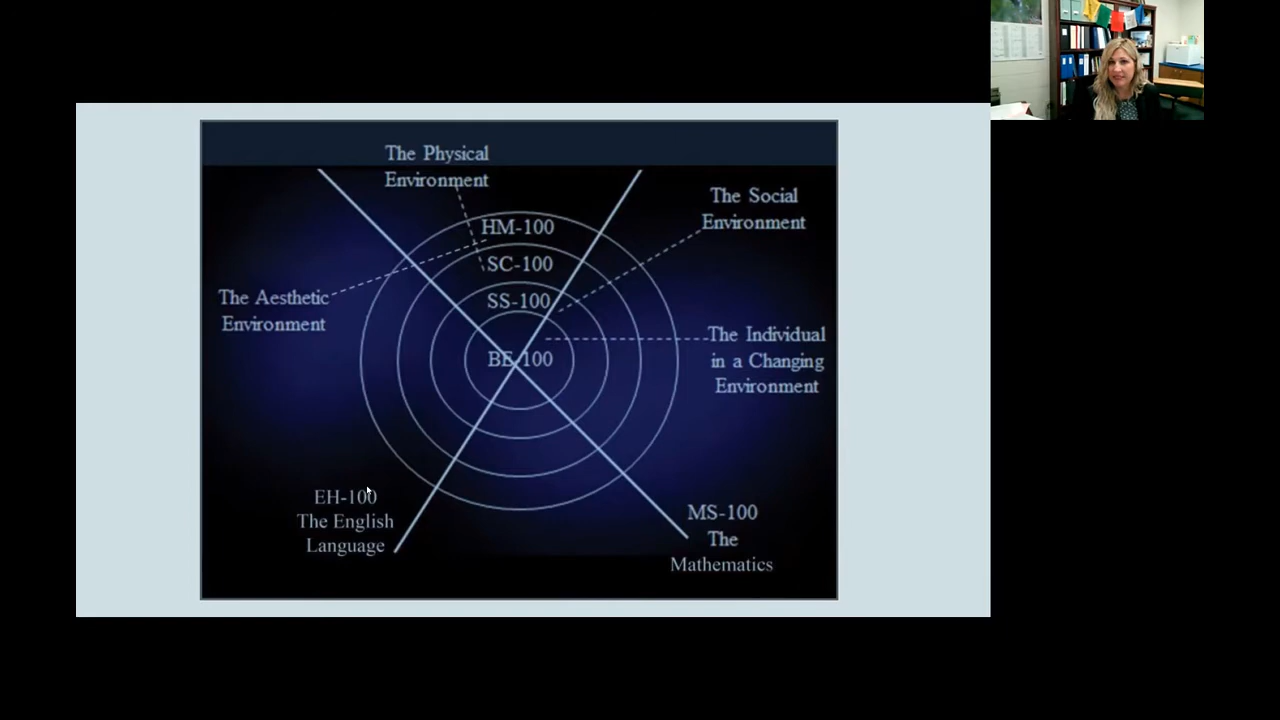 The Physical
Environment
The Social
Environment
HM-100
SC-100
The Aesthetic
Environment
SS-100
The Individual
in a Changing
Environment
BE-100
EH-100
The English
Language
MS-100
The
Mathematics